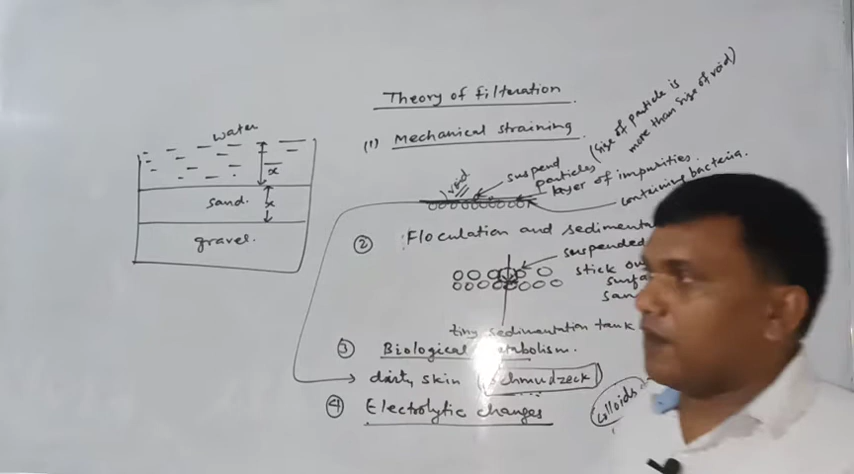 Theory of filteration
(1) Mechanical straining
(size of particle is
more than size of void)
water
x
sand.
x
gravel.
void
suspend
particles
layer of impurities.
containing bacteria.
② Floculation and sedimenta
suspended
stick
surfa
san
tiny sedimentation tank
③ Biological metabolism.
dirty skin (schmudzeck)
④ Electrolytic changes
colloids